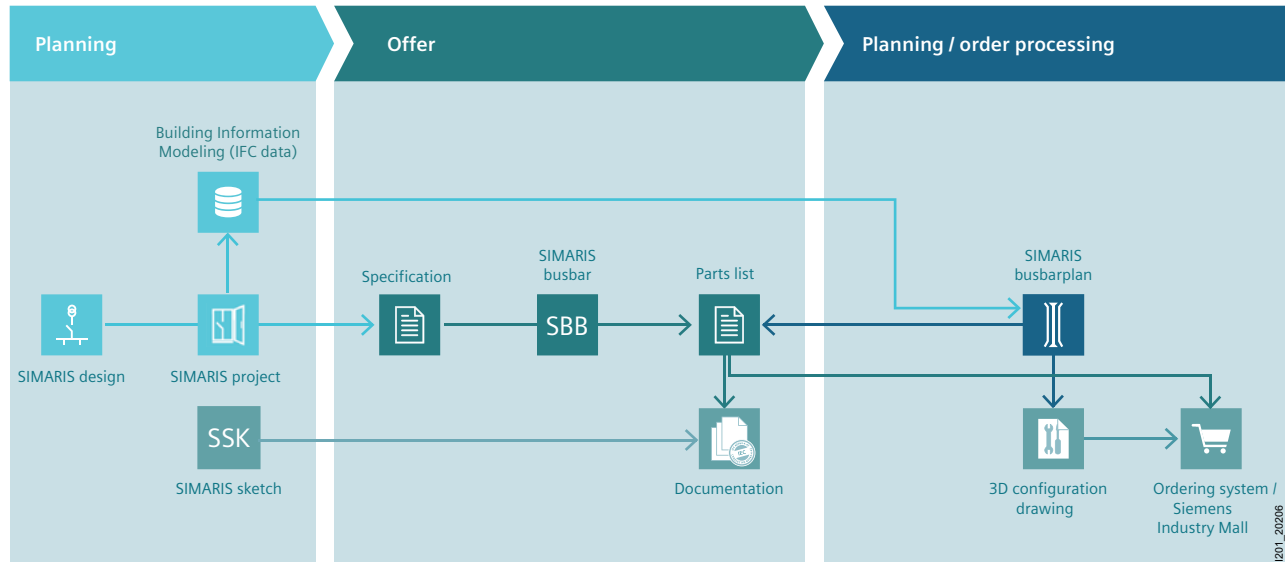 Planning
Offer
Planning / order processing
Building Information
Modeling (IFC data)
Specification
SIMARIS
busbar
Parts list
SIMARIS
busbarplan
SBB
SIMARIS design
SIMARIS project
SSK
IEC
SIMARIS sketch
Documentation
3D configuration
drawing
Ordering system /
Siemens
Industry Mall
I201_20206